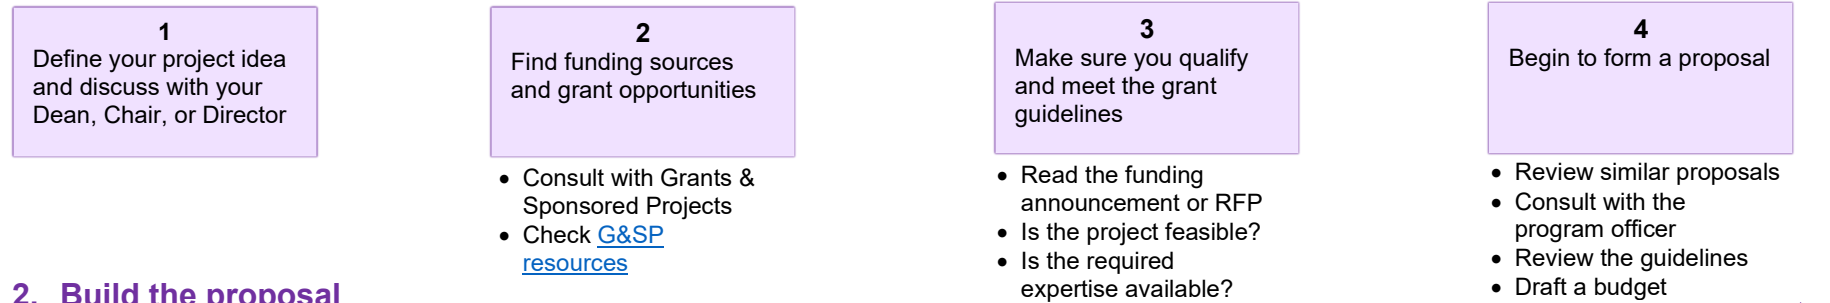 1
Define your project idea
and discuss with your
Dean, Chair, or Director
2
Find funding sources
and grant opportunities
• Consult with Grants &
Sponsored Projects
• Check G&SP
resources
3
Make sure you qualify
and meet the grant
guidelines
• Read the funding
announcement or RFP
• Is the project feasible?
• Is the required
expertise available?
4
Begin to form a proposal
• Review similar proposals
• Consult with the
program officer
• Review the guidelines
• Draft a budget
2. Build the proposal